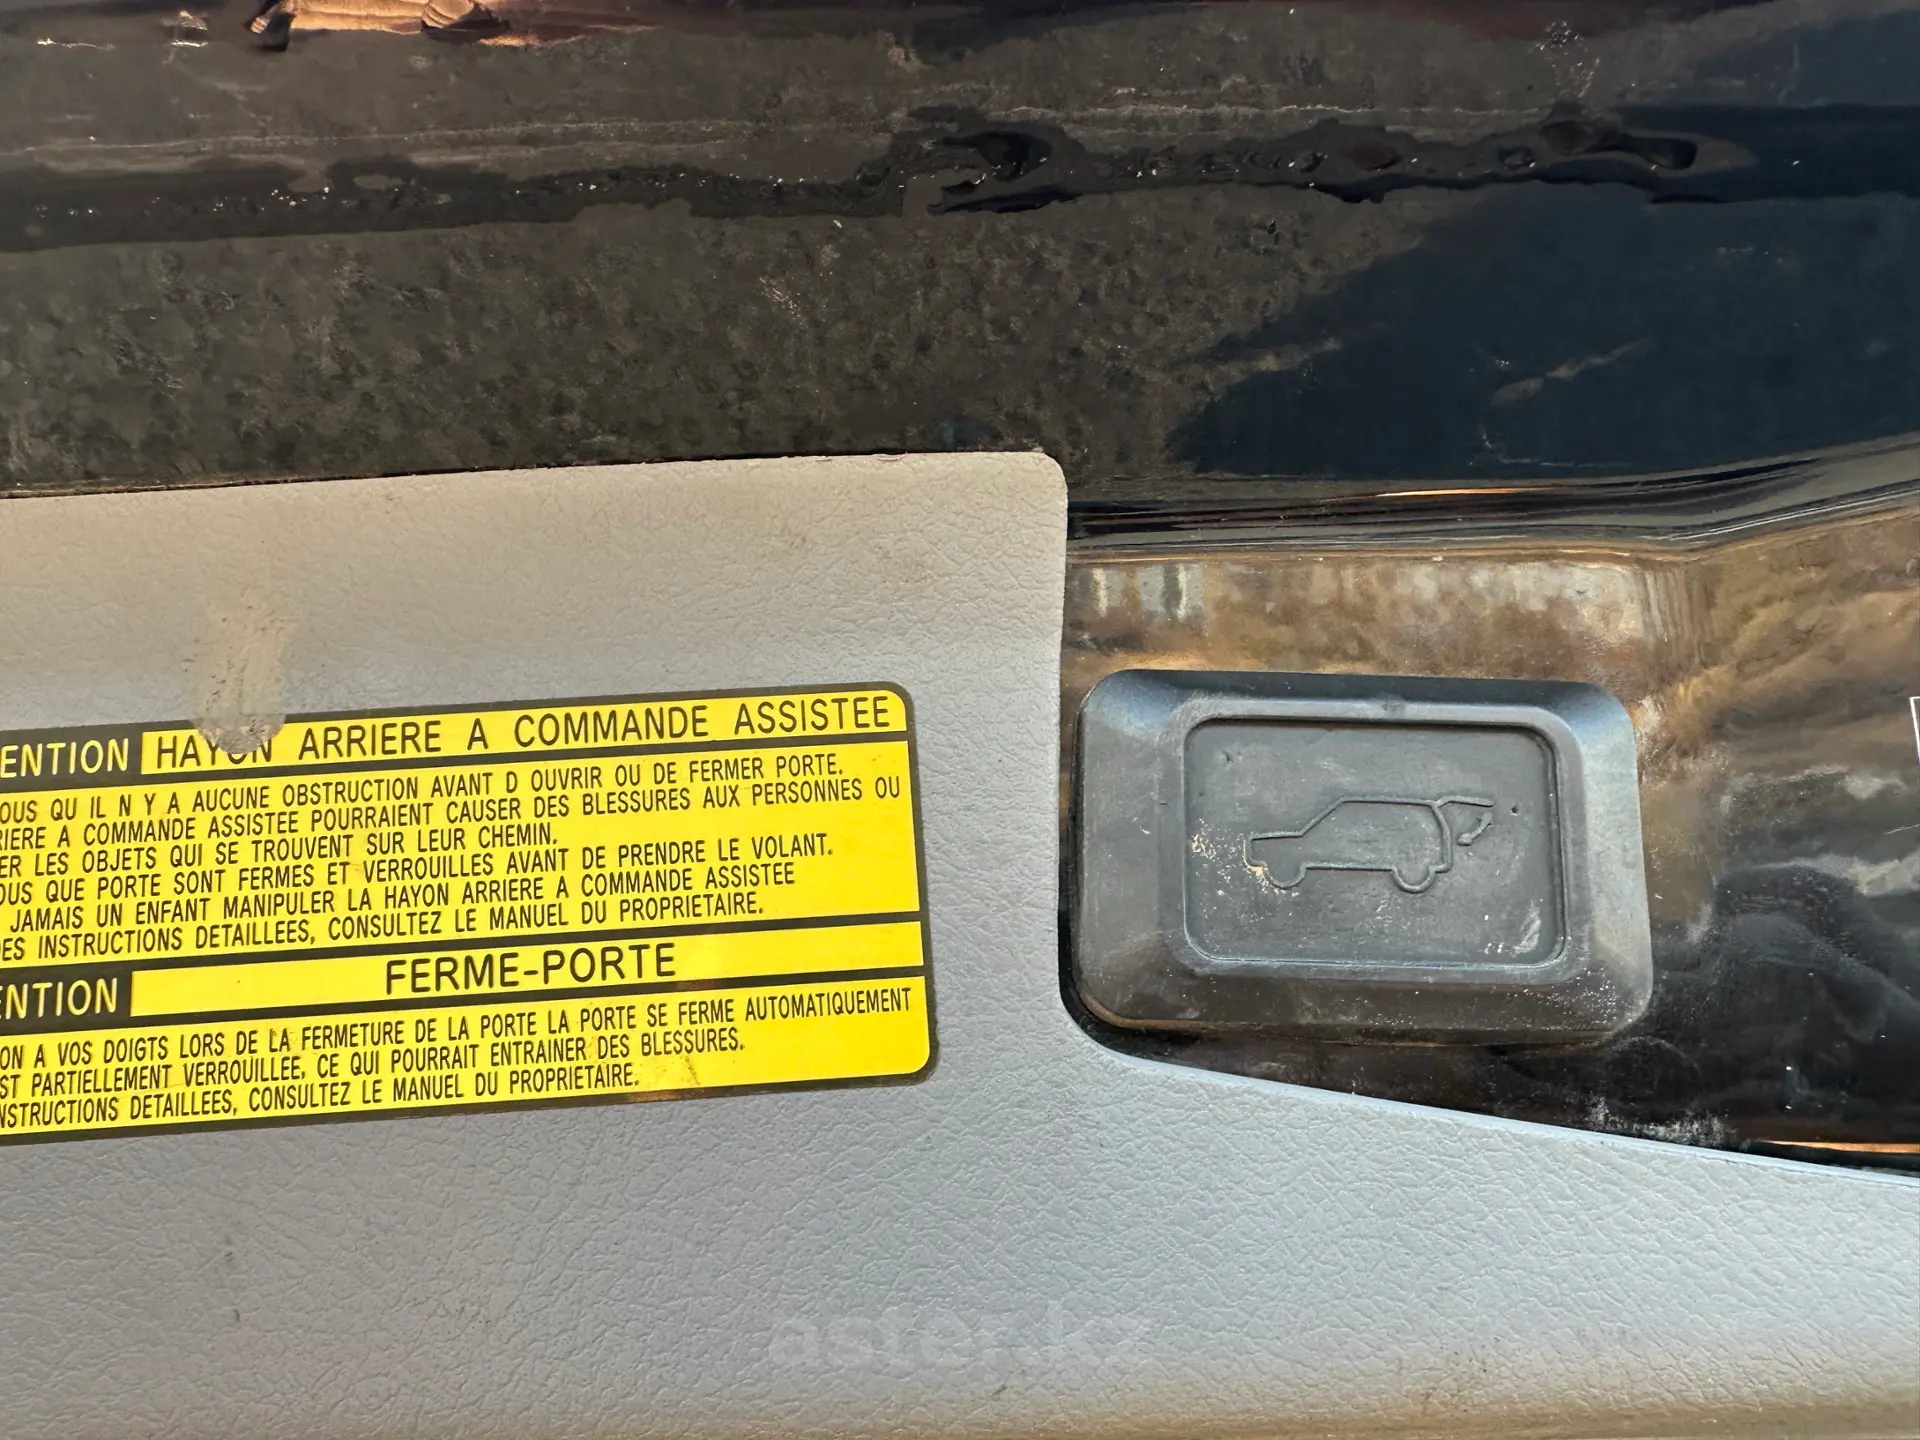 ENTION HAYON ARRIERE A COMMANDE ASSISTEE
OUS QU IL N Y A AUCUNE OBSTRUCTION AVANT D OUVRIR OU DE FERMER PORTE.
RIERE A COMMANDE ASSISTEE POURRAIENT CAUSER DES BLESSURES AUX PERSONNES OU
ER LES OBJETS QUI SE TROUVENT SUR LEUR CHEMIN.
OUS QUE PORTE SONT FERMES ET VERROUILLES AVANT DE PRENDRE LE VOLANT.
JAMAIS UN ENFANT MANIPULER LA HAYON ARRIERE A COMMANDE ASSISTEE
DES INSTRUCTIONS DETAILLEES, CONSULTEZ LE MANUEL DU PROPRIETAIRE.
ENTION FERME-PORTE
ON A VOS DOIGTS LORS DE LA FERMETURE DE LA PORTE LA PORTE SE FERME AUTOMATIQUEMENT
ST PARTIELLEMENT VERROUILLEE, CE QUI POURRAIT ENTRAINER DES BLESSURES.
NSTRUCTIONS DETAILLEES, CONSULTEZ LE MANUEL DU PROPRIETAIRE.
aster.kz